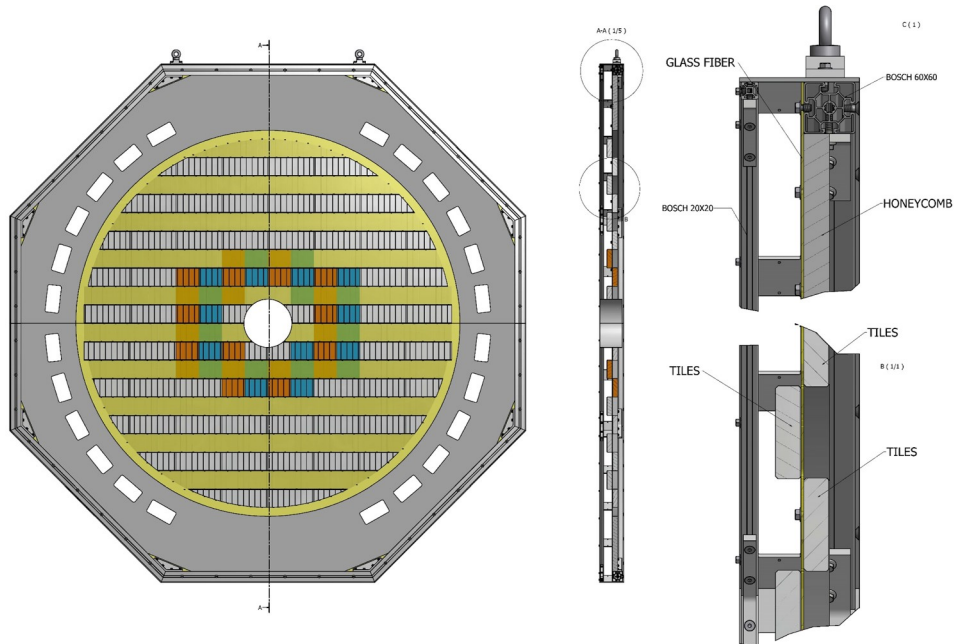 A
A-A ( 1/5 )
C ( 1 )
GLASS FIBER
BOSCH 60X60
HONEYCOMB
BOSCH 20X20
B
TILES
B ( 1/1 )
TILES
TILES
A